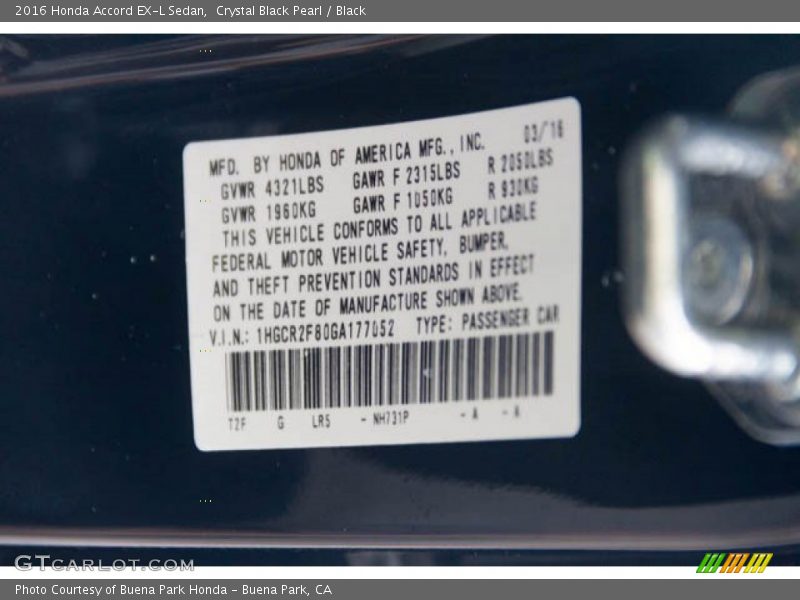 2016 Honda Accord EX-L Sedan,  Crystal Black Pearl / Black
MFD. BY HONDA OF AMERICA MFG., INC. 03/16
GVWR 4321LBS GAWR F 2315LBS R 2050LBS
GVWR 1960KG GAWR F 1050KG R 930KG
THIS VEHICLE CONFORMS TO ALL APPLICABLE
FEDERAL MOTOR VEHICLE SAFETY, BUMPER,
AND THEFT PREVENTION STANDARDS IN EFFECT
ON THE DATE OF MANUFACTURE SHOWN ABOVE.
V.I.N.: 1HGCR2F80GA177052 TYPE: PASSENGER CAR
T2F G LR5 - NH731P - A - A
GTCARLOT.COM
Photo Courtesy of Buena Park Honda - Buena Park, CA